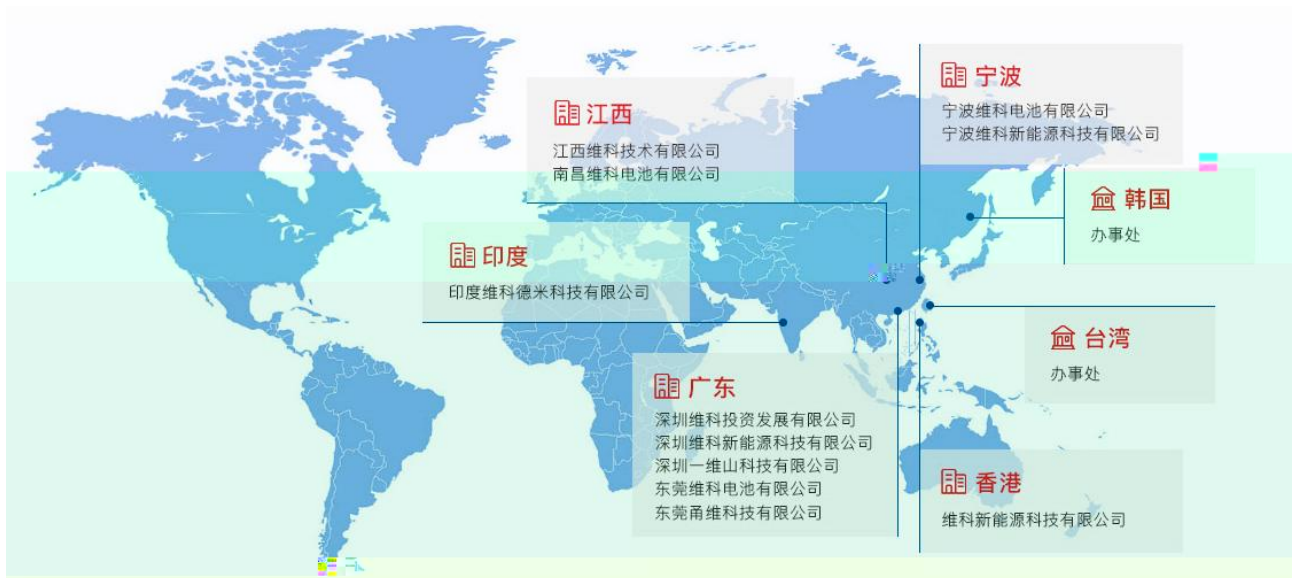 宁波
宁波维科电池有限公司
宁波维科新能源科技有限公司
江西
江西维科技术有限公司
南昌维科电池有限公司
韩国
办事处
印度
印度维科德米科技有限公司
台湾
办事处
广东
深圳维科投资发展有限公司
深圳维科新能源科技有限公司
深圳一维山科技有限公司
东莞维科电池有限公司
东莞甬维科技有限公司
香港
维科新能源科技有限公司